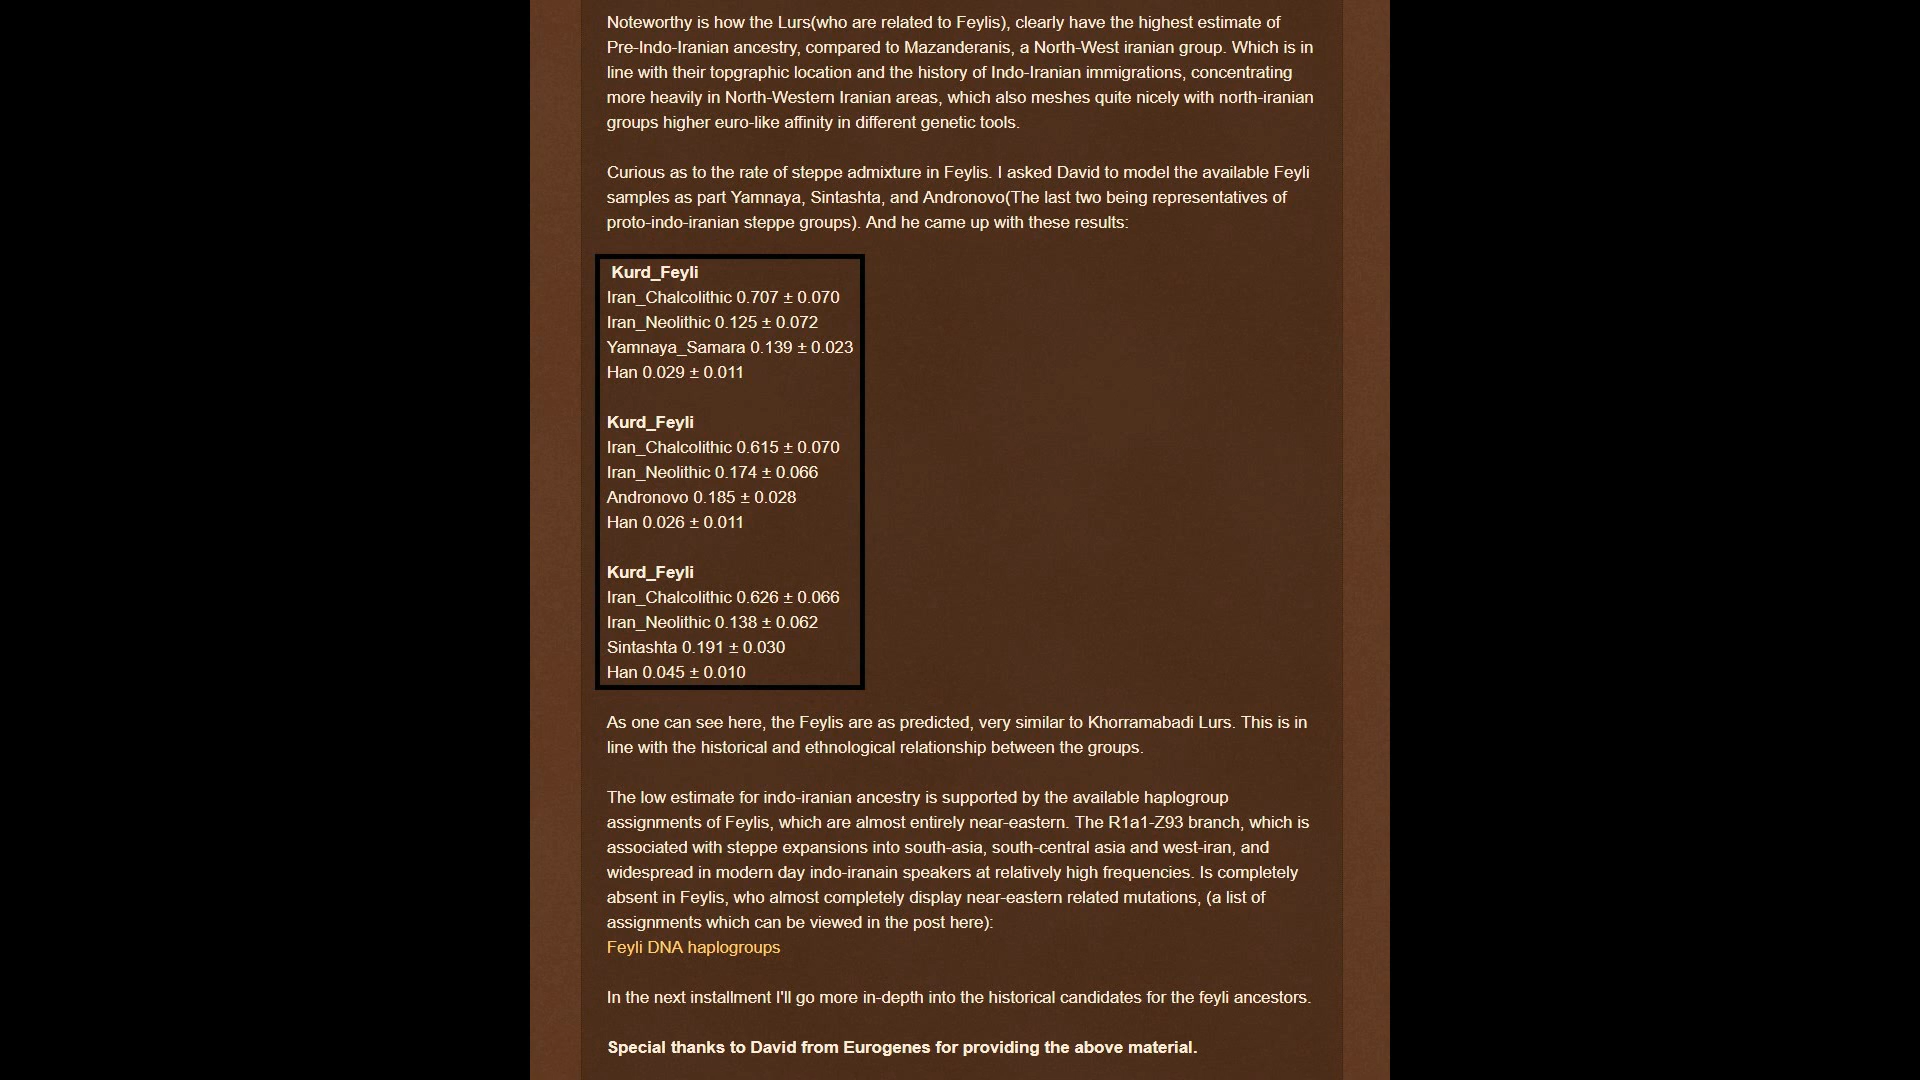 Noteworthy is how the Lurs(who are related to Feylis), clearly have the highest estimate of
Pre-Indo-Iranian ancestry, compared to Mazanderanis, a North-West iranian group. Which is in
line with their topgraphic location and the history of Indo-Iranian immigrations, concentrating
more heavily in North-Western Iranian areas, which also meshes quite nicely with north-iranian
groups higher euro-like affinity in different genetic tools.
Curious as to the rate of steppe admixture in Feylis. I asked David to model the available Feyli
samples as part Yamnaya, Sintashta, and Andronovo(The last two being representatives of
proto-indo-iranian steppe groups). And he came up with these results:
Kurd_Feyli
Iran_Chalcolithic 0.707 ± 0.070
Iran_Neolithic 0.125 ± 0.072
Yamnaya_Samara 0.139 ± 0.023
Han 0.029 ± 0.011
Kurd_Feyli
Iran_Chalcolithic 0.615 ± 0.070
Iran_Neolithic 0.174 ± 0.066
Andronovo 0.185 ± 0.028
Han 0.026 ± 0.011
Kurd_Feyli
Iran_Chalcolithic 0.626 ± 0.066
Iran_Neolithic 0.138 ± 0.062
Sintashta 0.191 ± 0.030
Han 0.045 ± 0.010
As one can see here, the Feylis are as predicted, very similar to Khorramabadi Lurs. This is in
line with the historical and ethnological relationship between the groups.
The low estimate for indo-iranian ancestry is supported by the available haplogroup
assignments of Feylis, which are almost entirely near-eastern. The R1a1-Z93 branch, which is
associated with steppe expansions into south-asia, south-central asia and west-iran, and
widespread in modern day indo-iranain speakers at relatively high frequencies. Is completely
absent in Feylis, who almost completely display near-eastern related mutations, (a list of
assignments which can be viewed in the post here):
Feyli DNA haplogroups
In the next installment I'll go more in-depth into the historical candidates for the feyli ancestors.
Special thanks to David from Eurogenes for providing the above material.